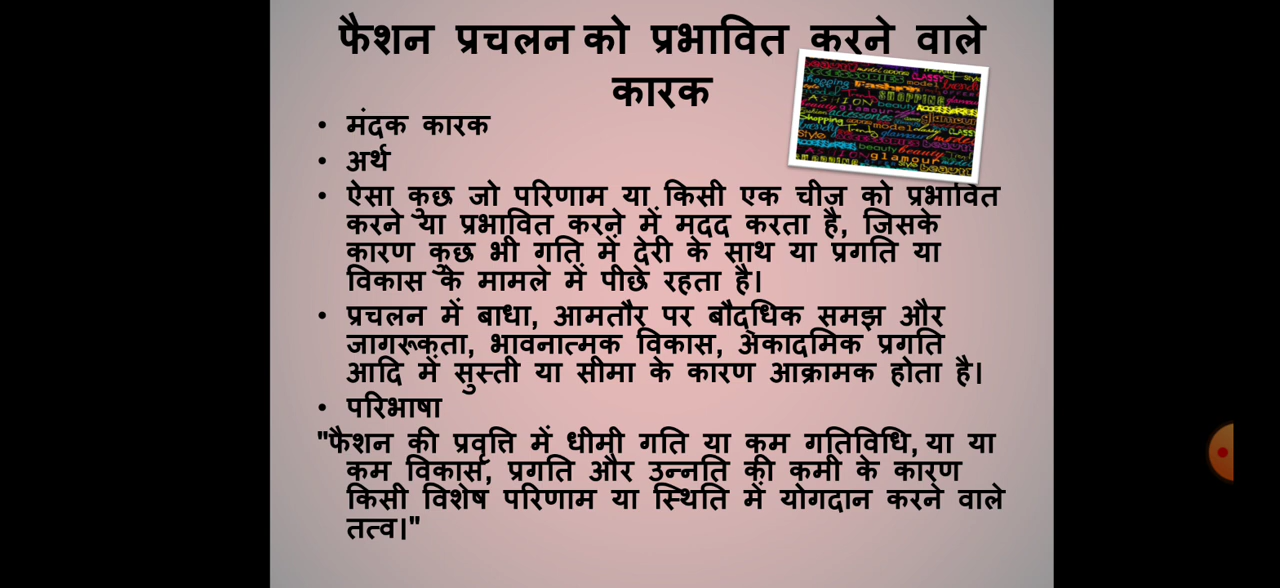 फैशन प्रचलन को प्रभावित करने वाले
कारक
• मंदक कारक
• अर्थ
• ऐसा कुछ जो परिणाम या किसी एक चीज़ को प्रभावित
करने या प्रभावित करने में मदद करता है, जिसके
कारण कुछ भी गति में देरी के साथ या प्रगति या
विकास के मामले में पीछे रहता है।
• प्रचलन में बाधा, आमतौर पर बौद्धिक समझ और
जागरूकता, भावनात्मक विकास, अकादमिक प्रगति
आदि में सुस्ती या सीमा के कारण आक्रामक होता है।
• परिभाषा
"फैशन की प्रवृत्ति में धीमी गति या कम गतिविधि, या या
कम विकास, प्रगति और उन्नति की कमी के कारण
किसी विशेष परिणाम या स्थिति में योगदान करने वाले
तत्व।"